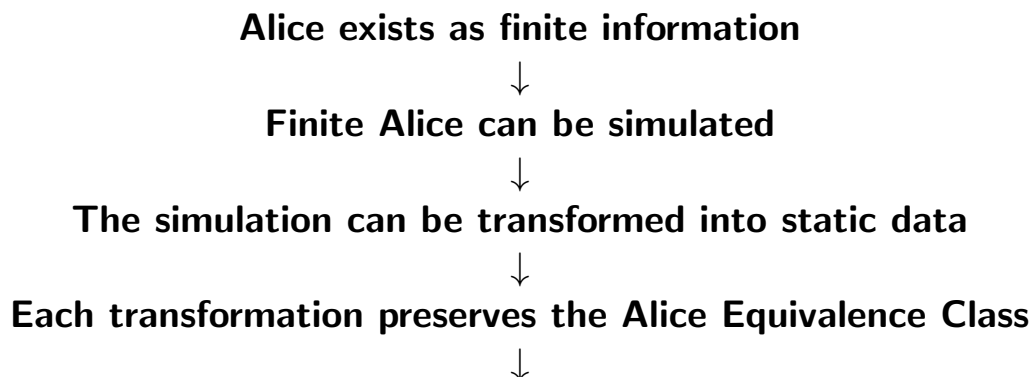 Alice exists as finite information
↓
Finite Alice can be simulated
↓
The simulation can be transformed into static data
↓
Each transformation preserves the Alice Equivalence Class
↓